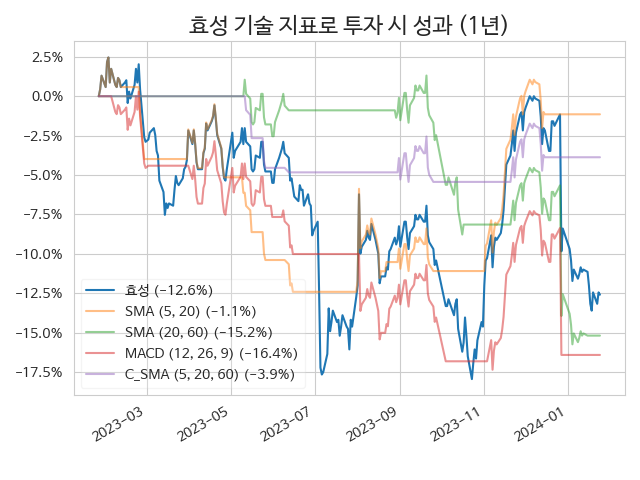 효성 기술 지표로 투자 시 성과 (1년)
2.5%
0.0%
−2.5%
−5.0%
−7.5%
−10.0%
−12.5%
−15.0%
−17.5%
효성 (−12.6%)
SMA (5, 20) (−1.1%)
SMA (20, 60) (−15.2%)
MACD (12, 26, 9) (−16.4%)
C_SMA (5, 20, 60) (−3.9%)
2023-03
2023-05
2023-07
2023-09
2023-11
2024-01